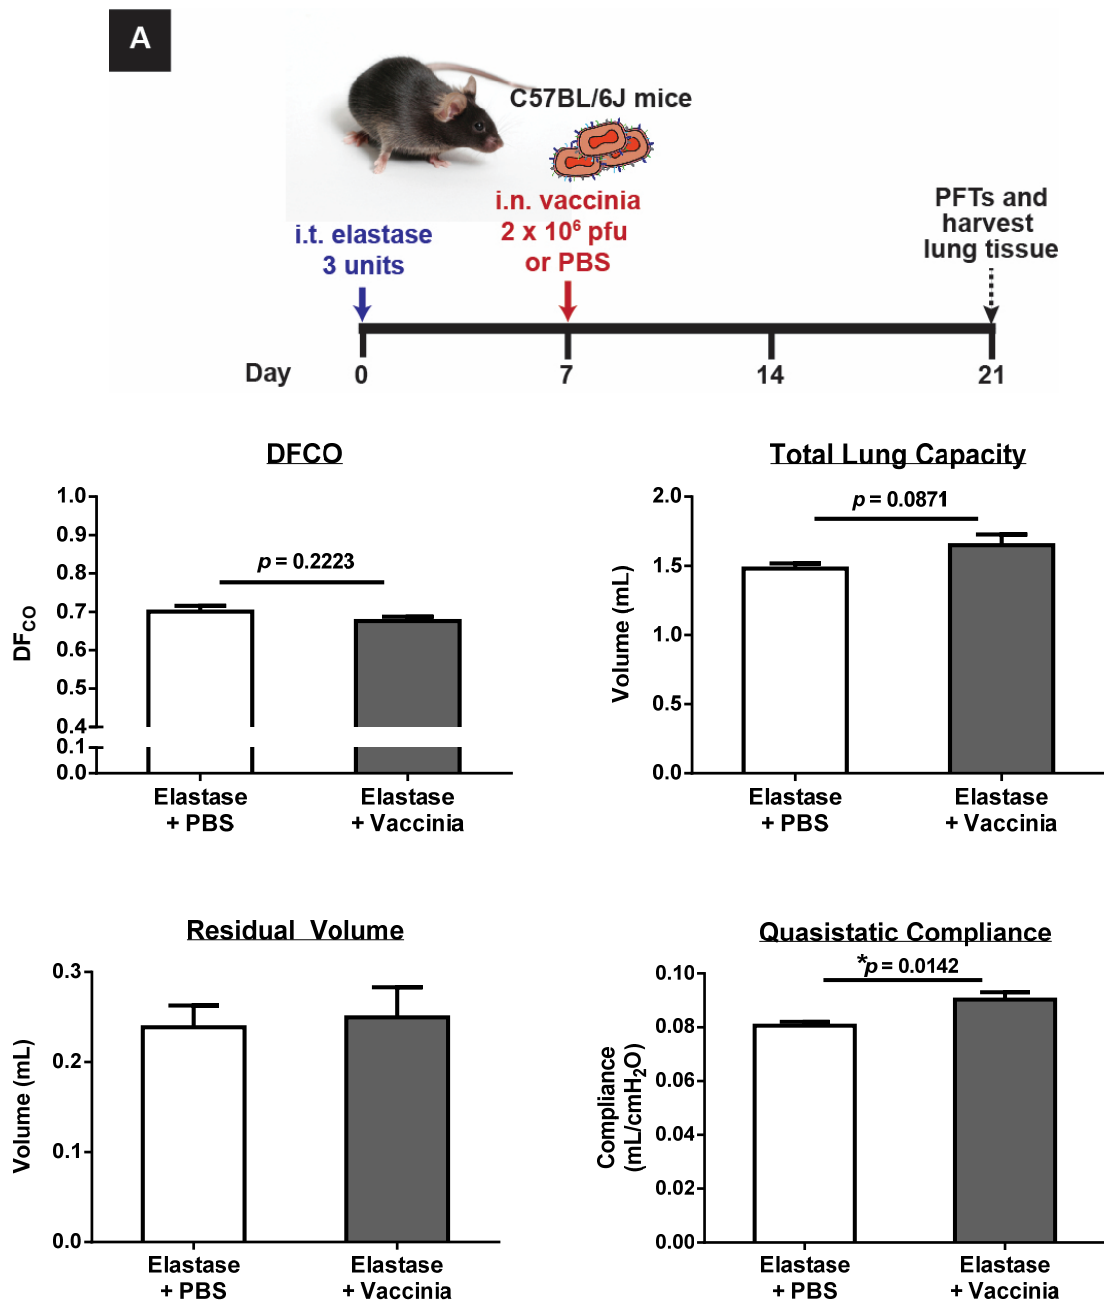 A
C57BL/6J mice
i.t. elastase
3 units
i.n. vaccinia
2 x 10⁶ pfu
or PBS
PFTs and
harvest
lung tissue
Day
0
7
14
21
DFCO
1.0
0.9
0.8
0.7
0.6
0.5
0.4
0.1
0.0
DF_CO
p = 0.2223
Elastase
+ PBS
Elastase
+ Vaccinia
Total Lung Capacity
2.0
1.5
1.0
0.5
0.0
Volume (mL)
p = 0.0871
Elastase
+ PBS
Elastase
+ Vaccinia
Residual Volume
0.3
0.2
0.1
0.0
Volume (mL)
Elastase
+ PBS
Elastase
+ Vaccinia
Quasistatic Compliance
*p = 0.0142
0.10
0.08
0.06
0.04
0.02
0.00
Compliance
(mL/cmH₂O)
Elastase
+ PBS
Elastase
+ Vaccinia